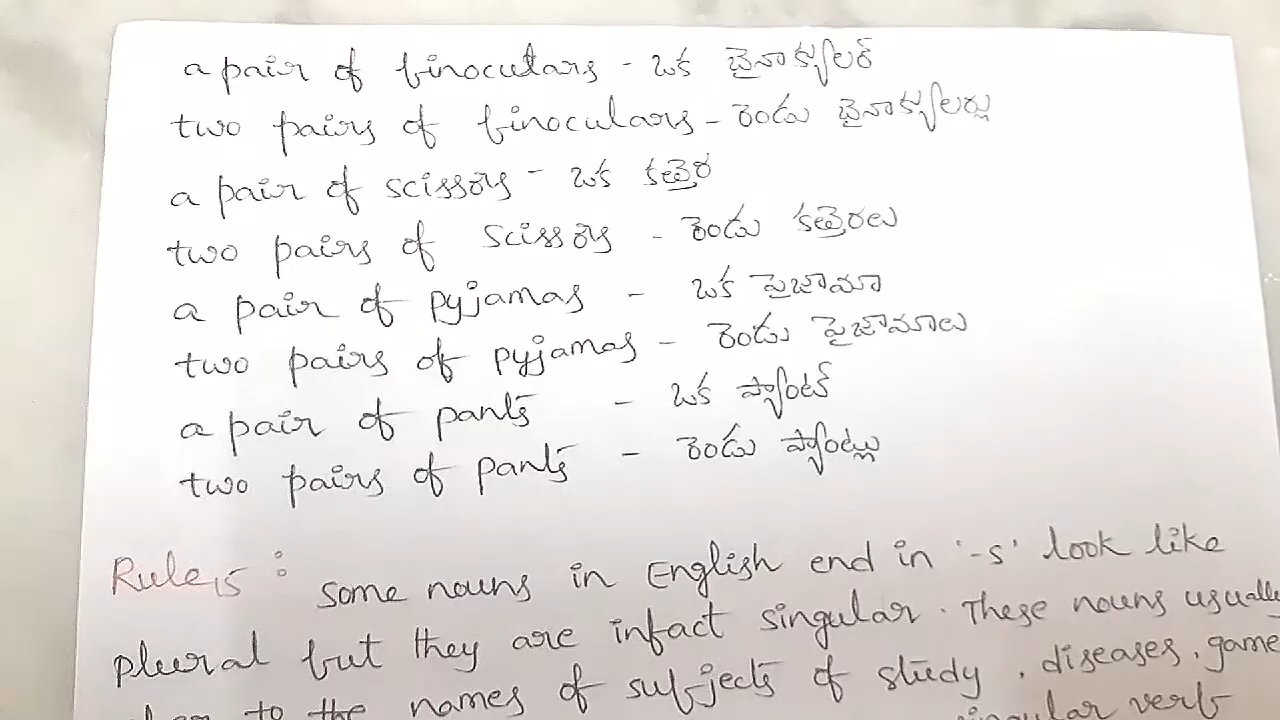 a pair of binoculars - ఒక బైనాక్యులర్
two pairs of binoculars - రెండు బైనాక్యులర్లు
a pair of scissors - ఒక కత్తెర
two pairs of scissors - రెండు కత్తెరలు
a pair of pyjamas - ఒక పైజామా
two pairs of pyjamas - రెండు పైజామాలు
a pair of pants - ఒక ప్యాంట్
two pairs of pants - రెండు ప్యాంట్లు
Rule 15 : some nouns in English end in '-s' look like
plural but they are infact singular. These nouns usually
to the names of subjects of study, diseases, game
singular verb